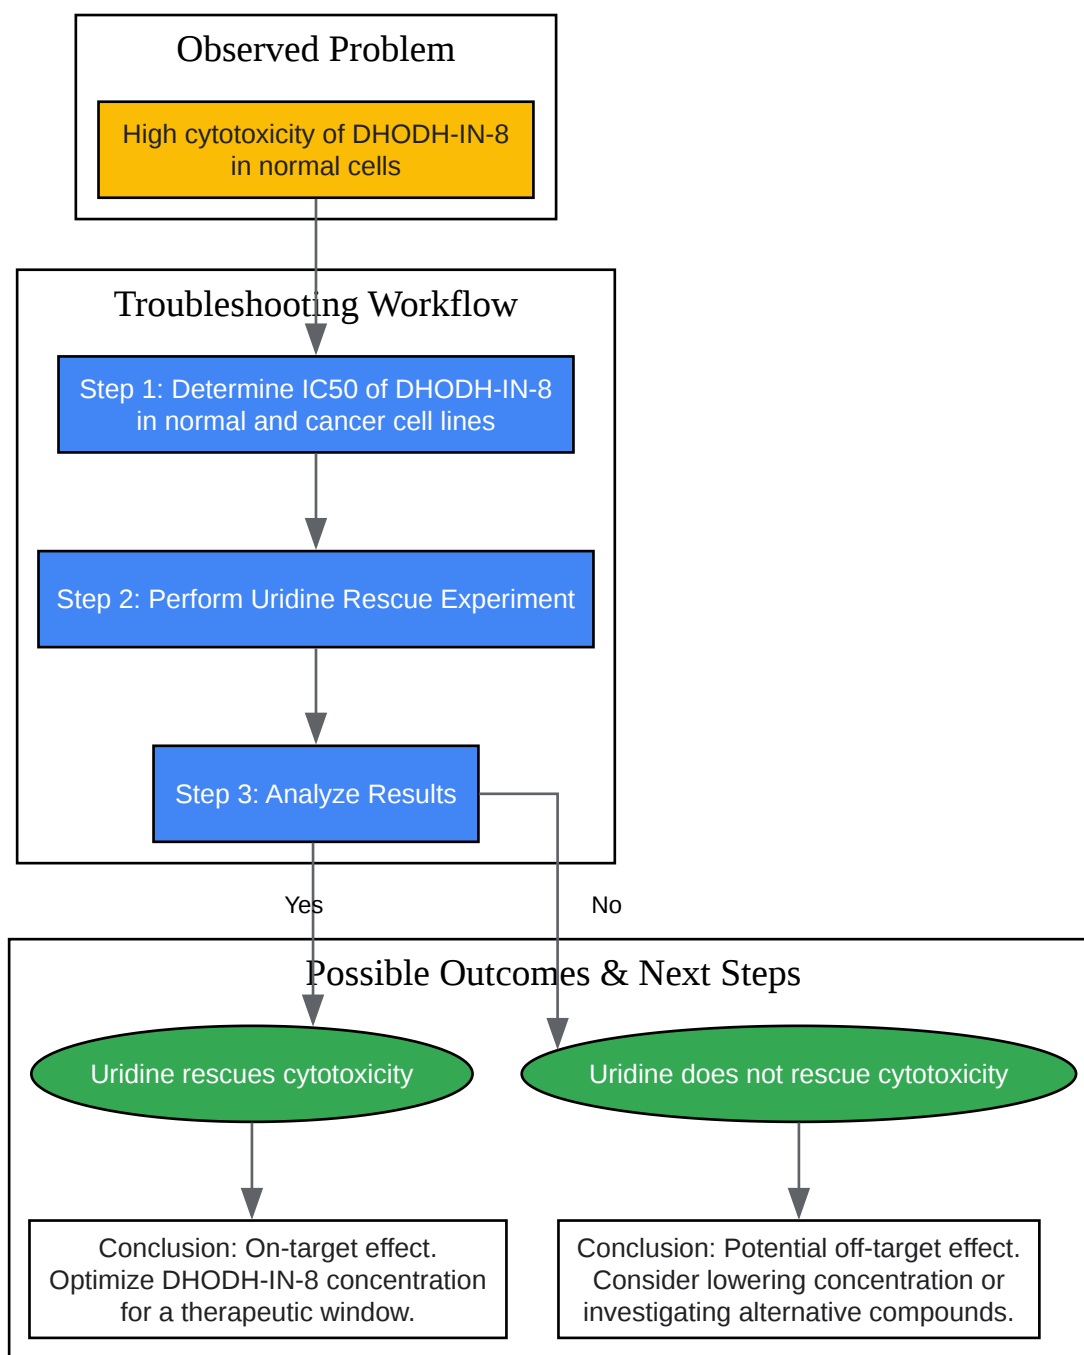 Observed Problem
High cytotoxicity of DHODH-IN-8
in normal cells
Troubleshooting Workflow
Step 1: Determine IC50 of DHODH-IN-8
in normal and cancer cell lines
Step 2: Perform Uridine Rescue Experiment
Step 3: Analyze Results
Yes
No
Possible Outcomes & Next Steps
Uridine rescues cytotoxicity
Uridine does not rescue cytotoxicity
Conclusion: On-target effect.
Optimize DHODH-IN-8 concentration
for a therapeutic window.
Conclusion: Potential off-target effect.
Consider lowering concentration or
investigating alternative compounds.